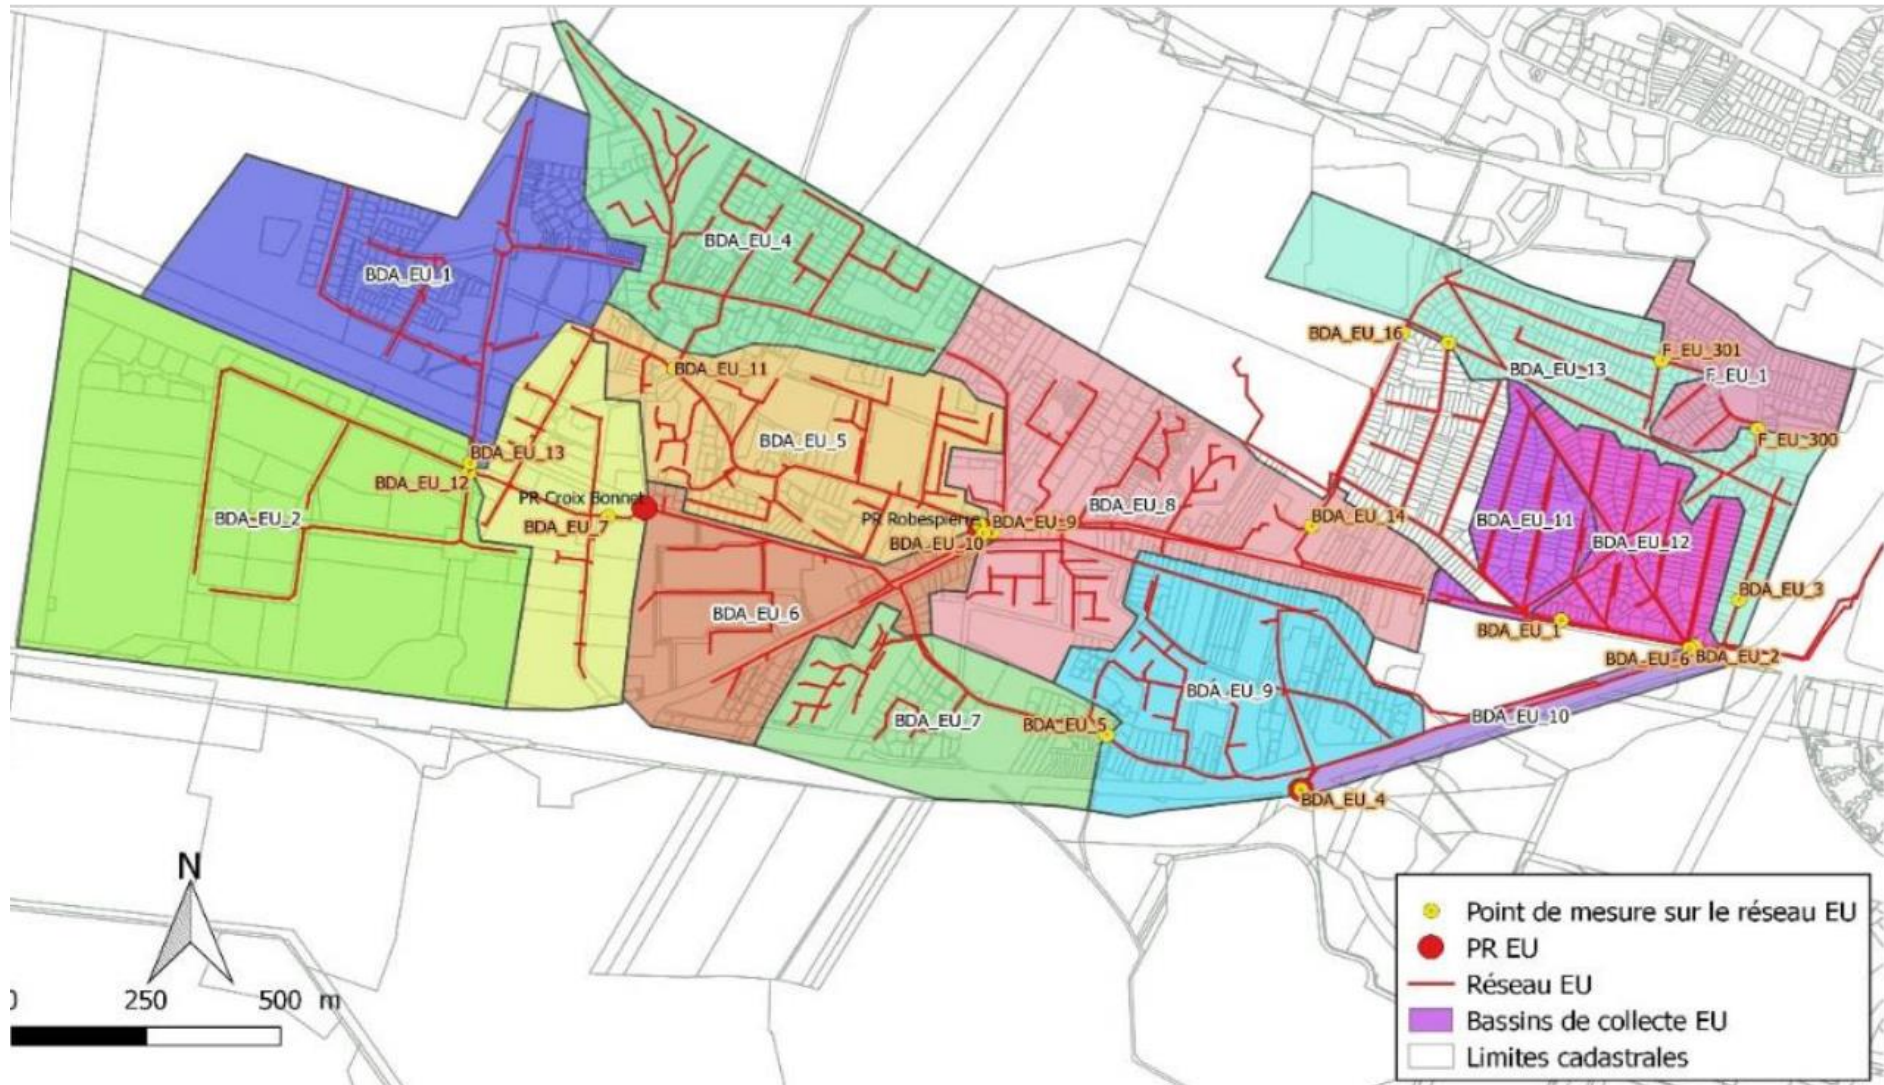 BDA_EU_4
BDA_EU_1
BDA_EU_16
F_EU_301
BDA_EU_13
F_EU_1
BDA_EU_11
BDA_EU_5
F_EU_300
BDA_EU_13
BDA_EU_12
PR Croix Bonnet
BDA_EU_8
BDA_EU_2
BDA_EU_7
PR Robespierre
BDA_EU_9
BDA_EU_14
BDA_EU_11
BDA_EU_10
BDA_EU_12
BDA_EU_3
BDA_EU_6
BDA_EU_1
BDA_EU_6
BDA_EU_2
BDA_EU_9
BDA_EU_7
BDA_EU_5
BDA_EU_10
BDA_EU_4
N
0 250 500 m
Point de mesure sur le réseau EU
PR EU
Réseau EU
Bassins de collecte EU
Limites cadastrales